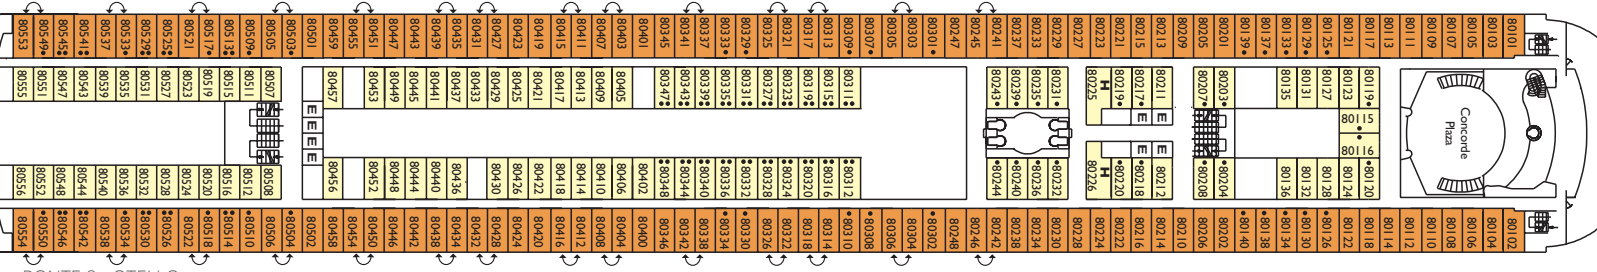 80553 80549• 80545• 80541• 80537 80533• 80529• 80525• 80521 80517• 80513• 80509• 80505 80503• 80501 80459 80455 80451 80447 80443 80439 80435 80431 80427 80423 80419 80415 80411 80407 80403 80401 80345 80341 80337 80333• 80329• 80325 80321 80317 80313 80309• 80307• 80305 80303 80301• 80247 80245 80241 80237 80233 80229 80227 80223 80221 80215 80213 80209 80205 80201 80139• 80137• 80133• 80129• 80125• 80121 80117 80113 80111 80109 80107 80105 80103 80101
80555 80551 80547 80543 80539 80535 80531 80527 80523 80519 80515 80511 80507 80457 80453 80449 80445 80441 80437 80433 80429 80425 80421 80417 80413 80409 80405 80347 80343 80339 80335 80331 80327 80323 80319 80315 80311 80243• 80239• 80235• 80231• 80225 H 80219• 80217• 80211 80207• 80203• 80135 80131 80127 80123 80119•
E E E E
E E
80115
80116
Concorde
Plaza
E E
80556 80552 80548 80544 80540 80536 80532 80528 80524 80520 80516 80512 80508 80456 80452 80448 80444 80440 80436 80430 80426 80422 80418 80414 80410 80406 80402 80348 80344 80340 80336 80332 80328 80324 80320 80316 80312 80244 •80240 •80236 •80232 80226 H •80220 •80218 80212 •80208 •80204 80136 80132 80128 80124 •80120
80554 •80550 80546 80542 80538 •80534 80530 80526 80522 •80518 80514 •80510 80506 •80504 80502 80458 80454 80450 80446 80442 80438 80434 80432 80428 80424 80420 80416 80412 80408 80404 80400 80346 80342 80338 •80334 •80330 80326 80322 80318 80314 •80310 •80308 80306 80304 •80302 80248 80246 80242 80238 80234 80230 80228 80224 80222 80216 80214 80210 80206 80202 •80140 •80138 •80134 •80130 •80126 80122 80118 80114 80112 80110 80108 80106 80104 80102